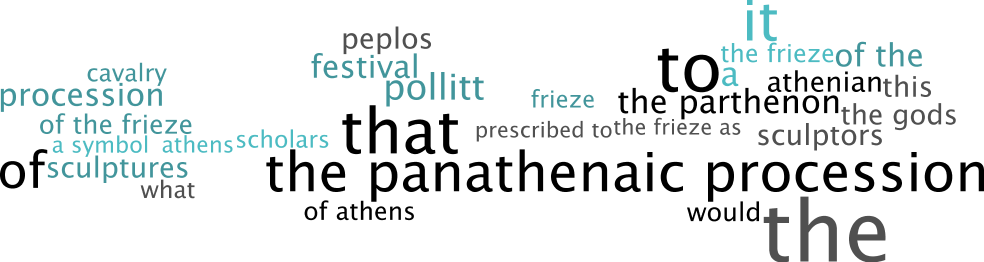 it
peplos
the frieze of the
festival
to
cavalry
a
pollitt
athenian
this
procession
frieze
the parthenon
the gods
of the frieze
that
prescribed to
the frieze as
sculptors
a symbol
athens
scholars
of
sculptures
the panathenaic procession
what
of athens
would
the